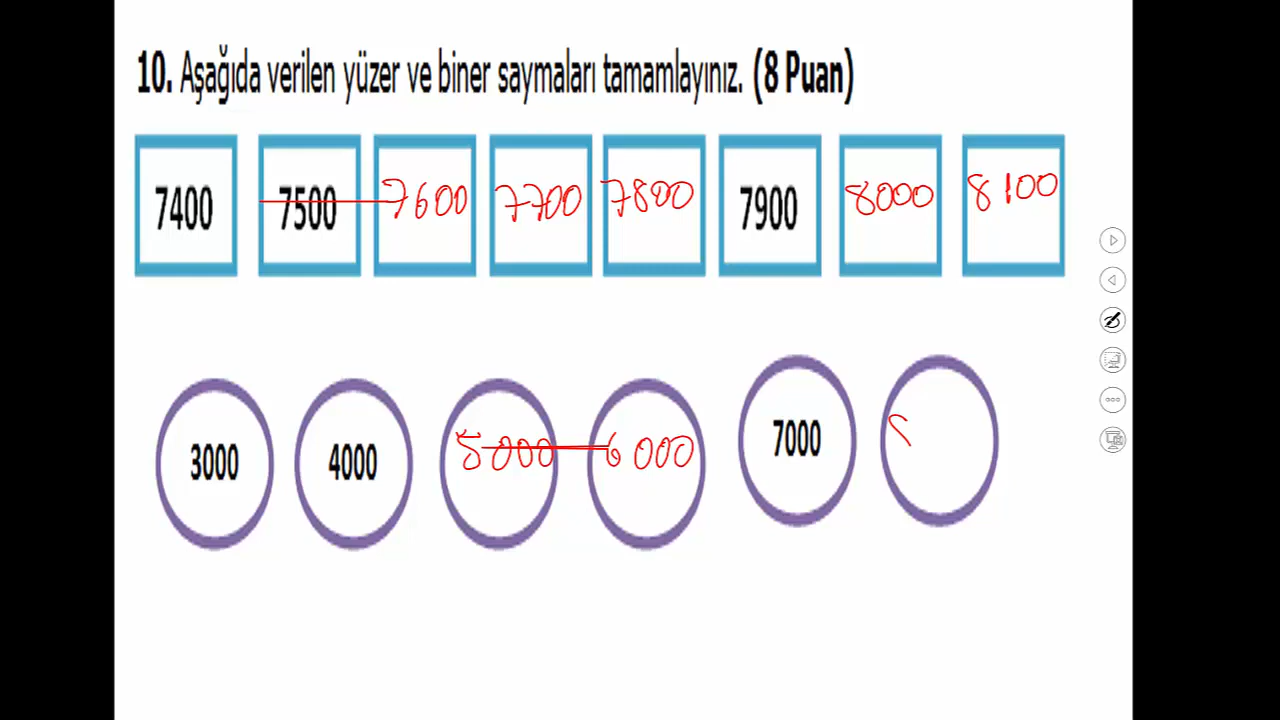 10. Aşağıda verilen yüzer ve biner saymaları tamamlayınız. (8 Puan)
7400 7500 7600 7700 7800 7900 8000 8100
3000 4000 5000 6000 7000